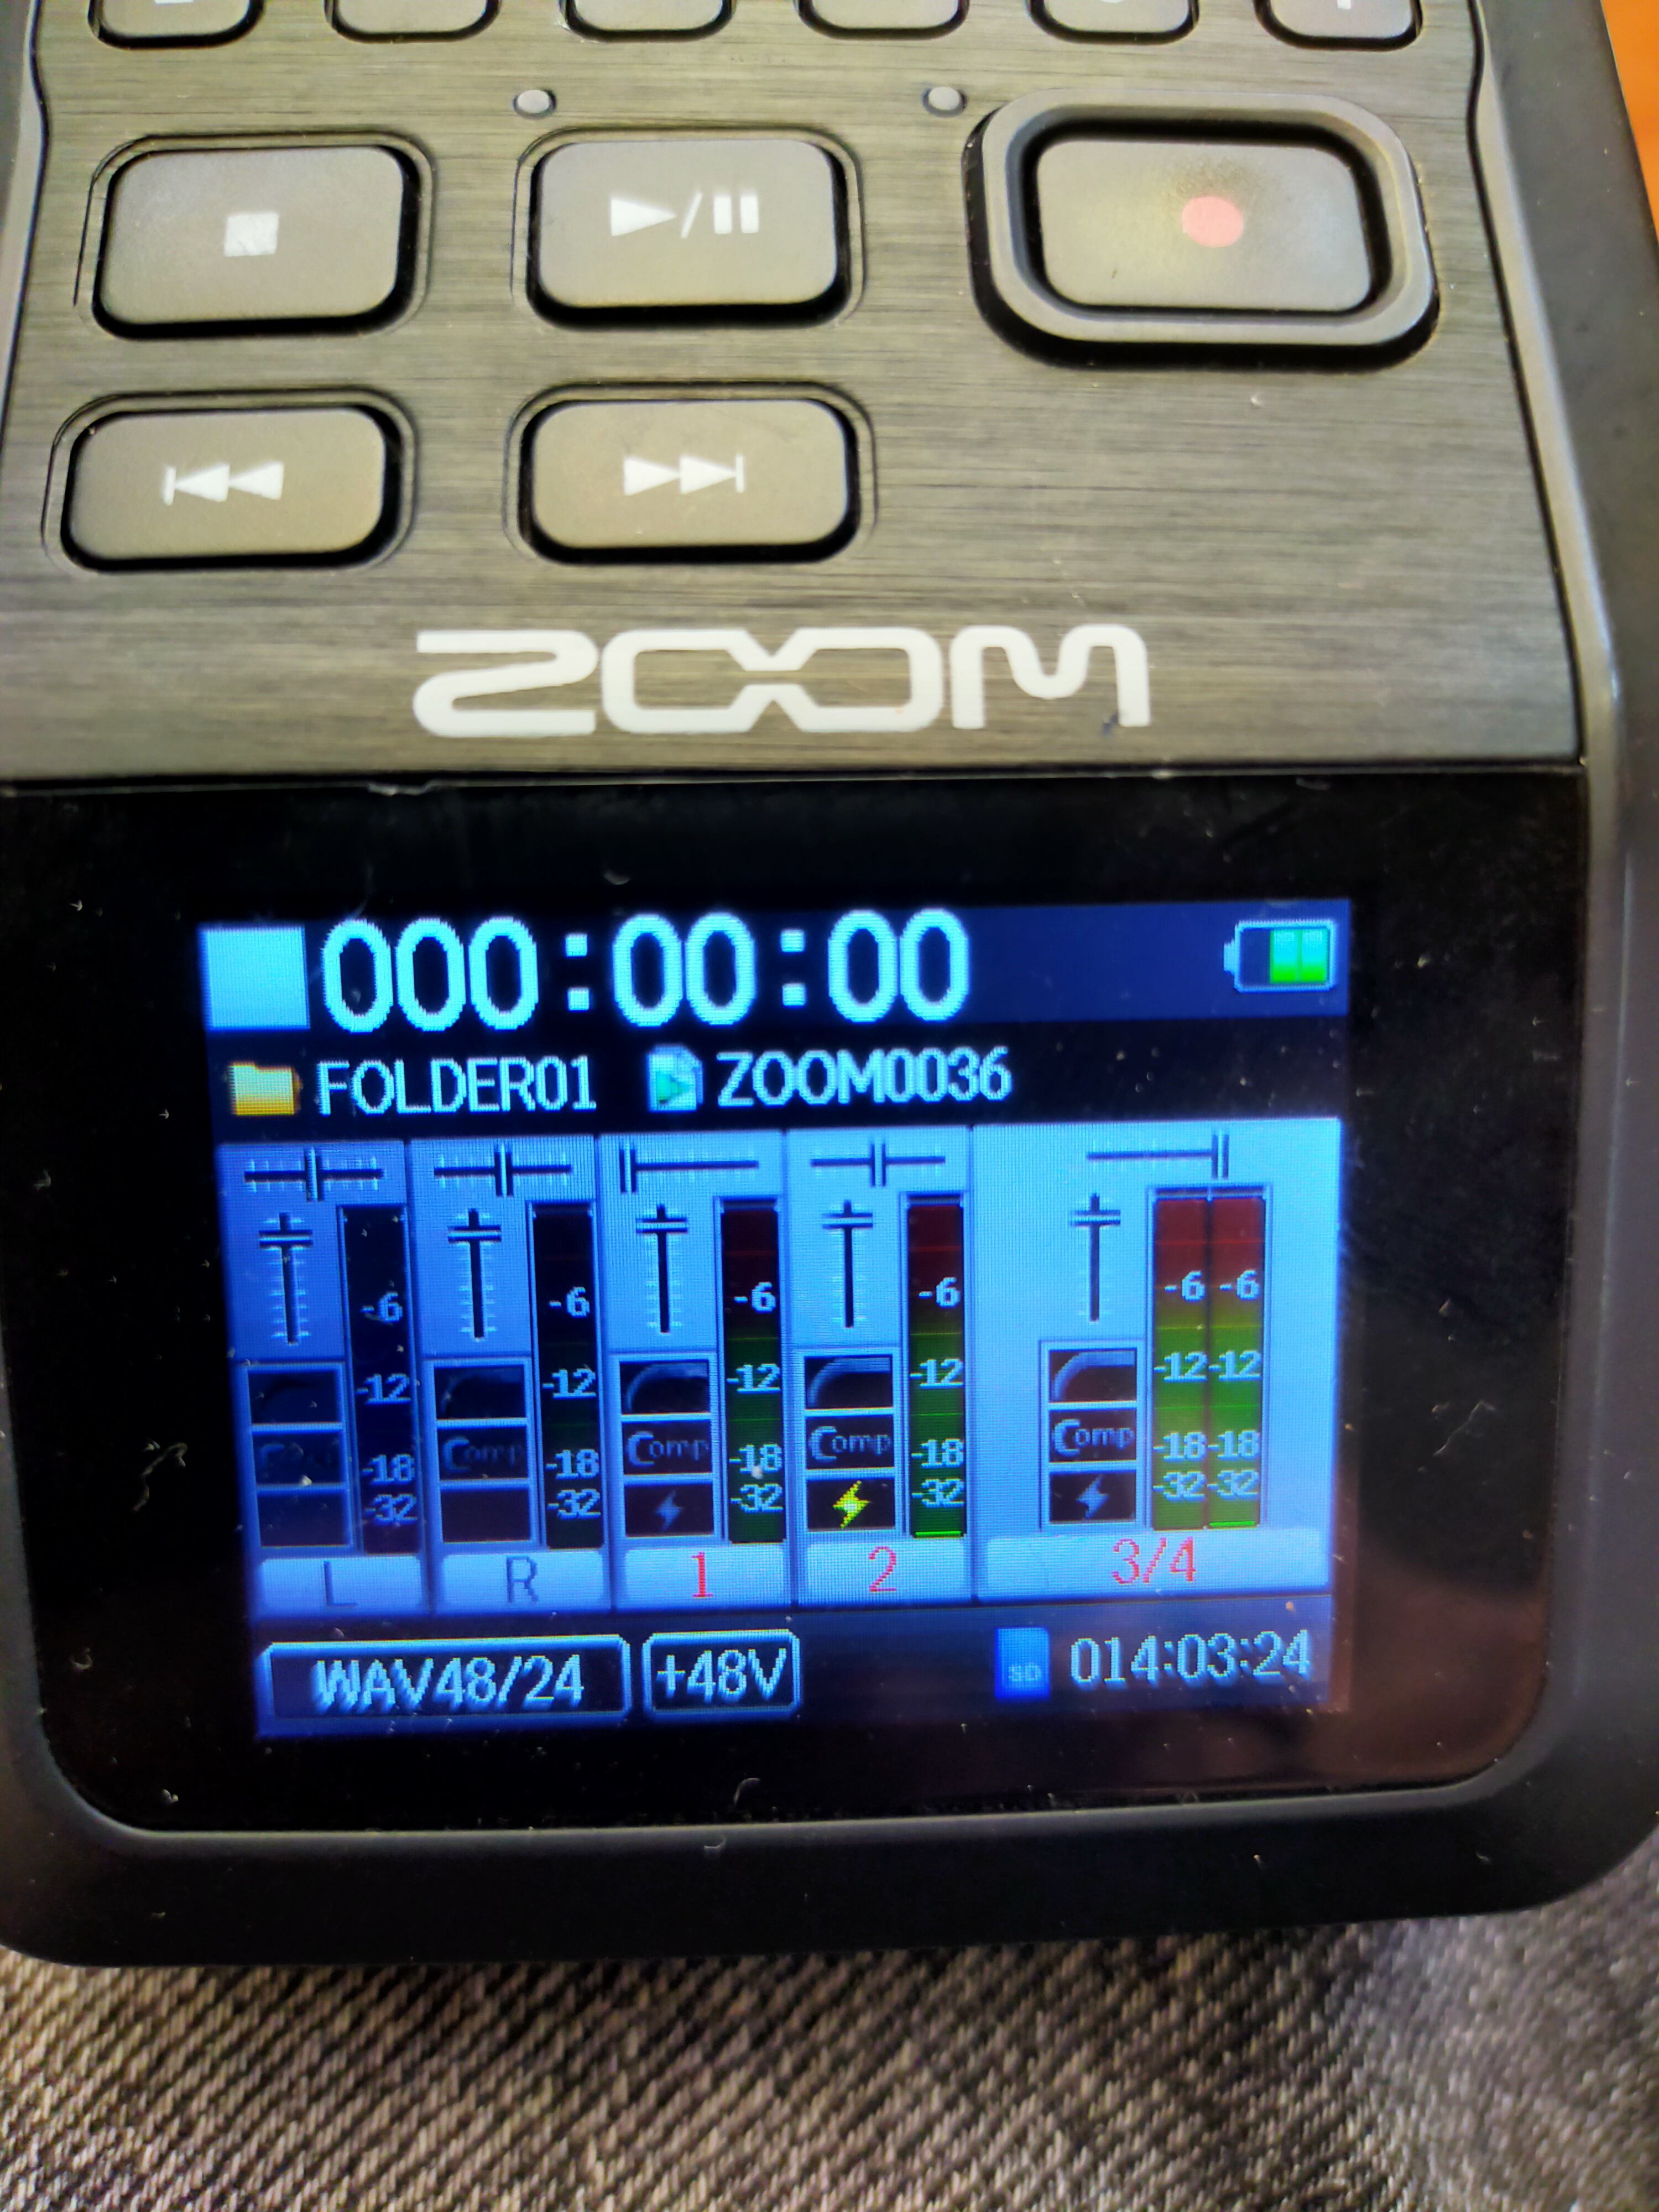 ZOOM
000:00:00
FOLDER01 ZOOM0036
-6 -6 -6 -6 -6 -6
-12 -12 -12 -12 -12 -12
Comp Comp Comp Comp
-18 -18 -18 -18 -18 -18
-32 -32 -32 -32 -32 -32
L R 1 2 3/4
WAV48/24 +48V SD 014:03:24